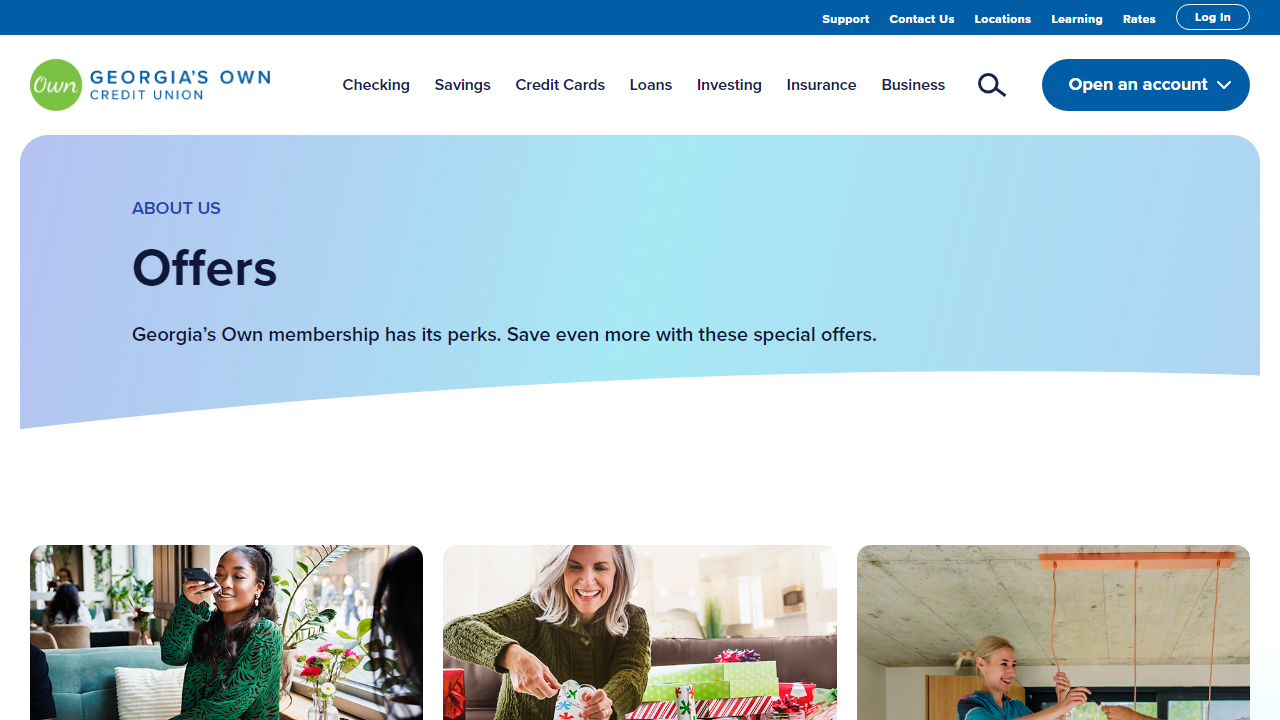 Support Contact Us Locations Learning Rates Log In
Own GEORGIA'S OWN
CREDIT UNION
Checking Savings Credit Cards Loans Investing Insurance Business Open an account
ABOUT US
Offers
Georgia’s Own membership has its perks. Save even more with these special offers.